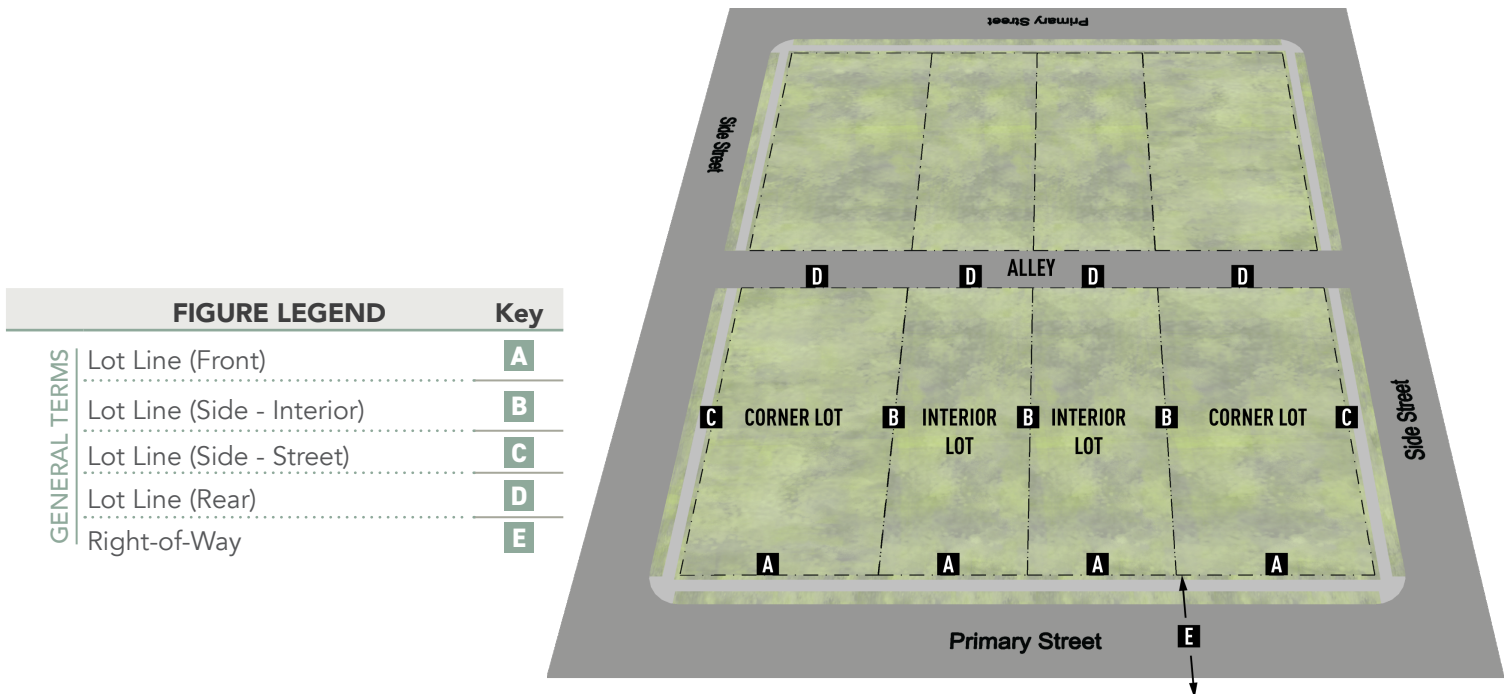 FIGURE LEGEND Key
GENERAL TERMS
Lot Line (Front) A
Lot Line (Side - Interior) B
Lot Line (Side - Street) C
Lot Line (Rear) D
Right-of-Way E
Primary Street
Side Street
ALLEY
D D D D
C CORNER LOT B INTERIOR LOT B INTERIOR LOT B CORNER LOT C
Side Street
A A A A
Primary Street E